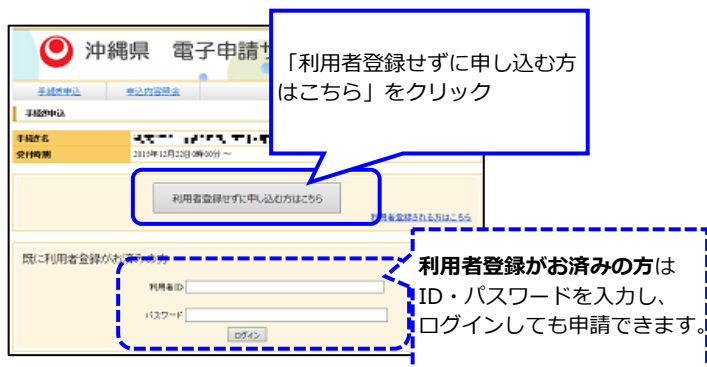 沖縄県 電子申請サ
「利用者登録せずに申し込む方
はこちら」をクリック
手続き申込
申込内容照会
手続き申込
手続き名
受付時期
2015年12月22日0時00分 ～
利用者登録せずに申し込む方はこちら
利用者登録される方はこちら
既に利用者登録がお済みの方
利用者ID
パスワード
ログイン
利用者登録がお済みの方は
ID・パスワードを入力し、
ログインしても申請できます。